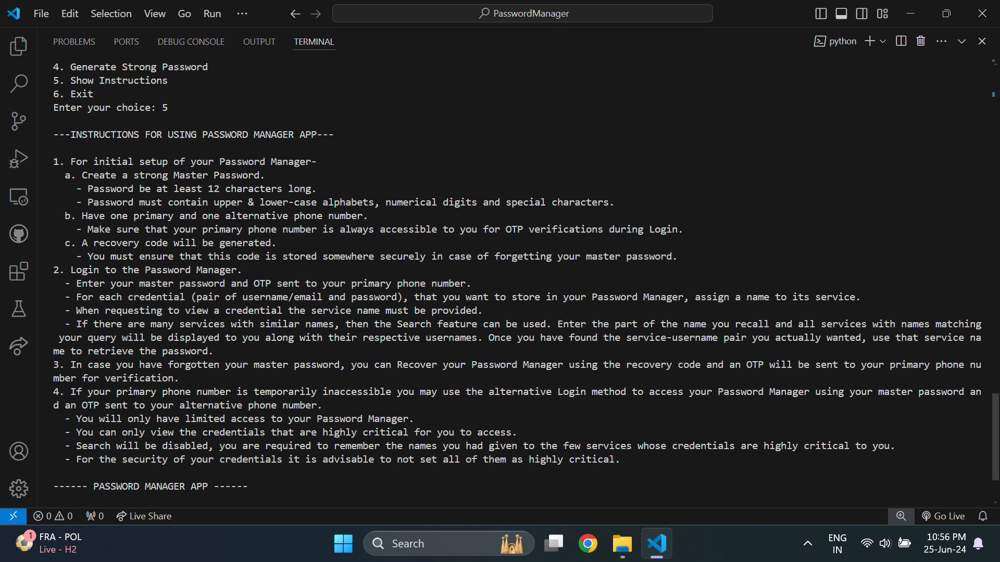 File Edit Selection View Go Run ··· PasswordManager
PROBLEMS PORTS DEBUG CONSOLE OUTPUT TERMINAL python
4. Generate Strong Password
5. Show Instructions
6. Exit
Enter your choice: 5
---INSTRUCTIONS FOR USING PASSWORD MANAGER APP---
1. For initial setup of your Password Manager-
a. Create a strong Master Password.
- Password be at least 12 characters long.
- Password must contain upper & lower-case alphabets, numerical digits and special characters.
b. Have one primary and one alternative phone number.
- Make sure that your primary phone number is always accessible to you for OTP verifications during Login.
c. A recovery code will be generated.
- You must ensure that this code is stored somewhere securely in case of forgetting your master password.
2. Login to the Password Manager.
- Enter your master password and OTP sent to your primary phone number.
- For each credential (pair of username/email and password), that you want to store in your Password Manager, assign a name to its service.
- When requesting to view a credential the service name must be provided.
- If there are many services with similar names, then the Search feature can be used. Enter the part of the name you recall and all services with names matching
your query will be displayed to you along with their respective usernames. Once you have found the service-username pair you actually wanted, use that service na
me to retrieve the password.
3. In case you have forgotten your master password, you can Recover your Password Manager using the recovery code and an OTP will be sent to your primary phone nu
mber for verification.
4. If your primary phone number is temporarily inaccessible you may use the alternative Login method to access your Password Manager using your master password an
d an OTP sent to your alternative phone number.
- You will only have limited access to your Password Manager.
- You can only view the credentials that are highly critical for you to access.
- Search will be disabled, you are required to remember the names you had given to the few services whose credentials are highly critical to you.
- For the security of your credentials it is advisable to not set all of them as highly critical.
------ PASSWORD MANAGER APP ------
0 0 0 Live Share Go Live
1 FRA - POL
Live - H2
Search
ENG
IN
10:56 PM
25-Jun-24